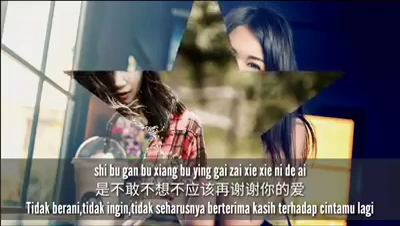 shi bu gan bu xiang bu ying gai zai xie xie ni de ai
是不敢不想不应该再谢谢你的爱
Tidak berani,tidak ingin,tidak seharusnya berterima kasih terhadap cintamu lagi